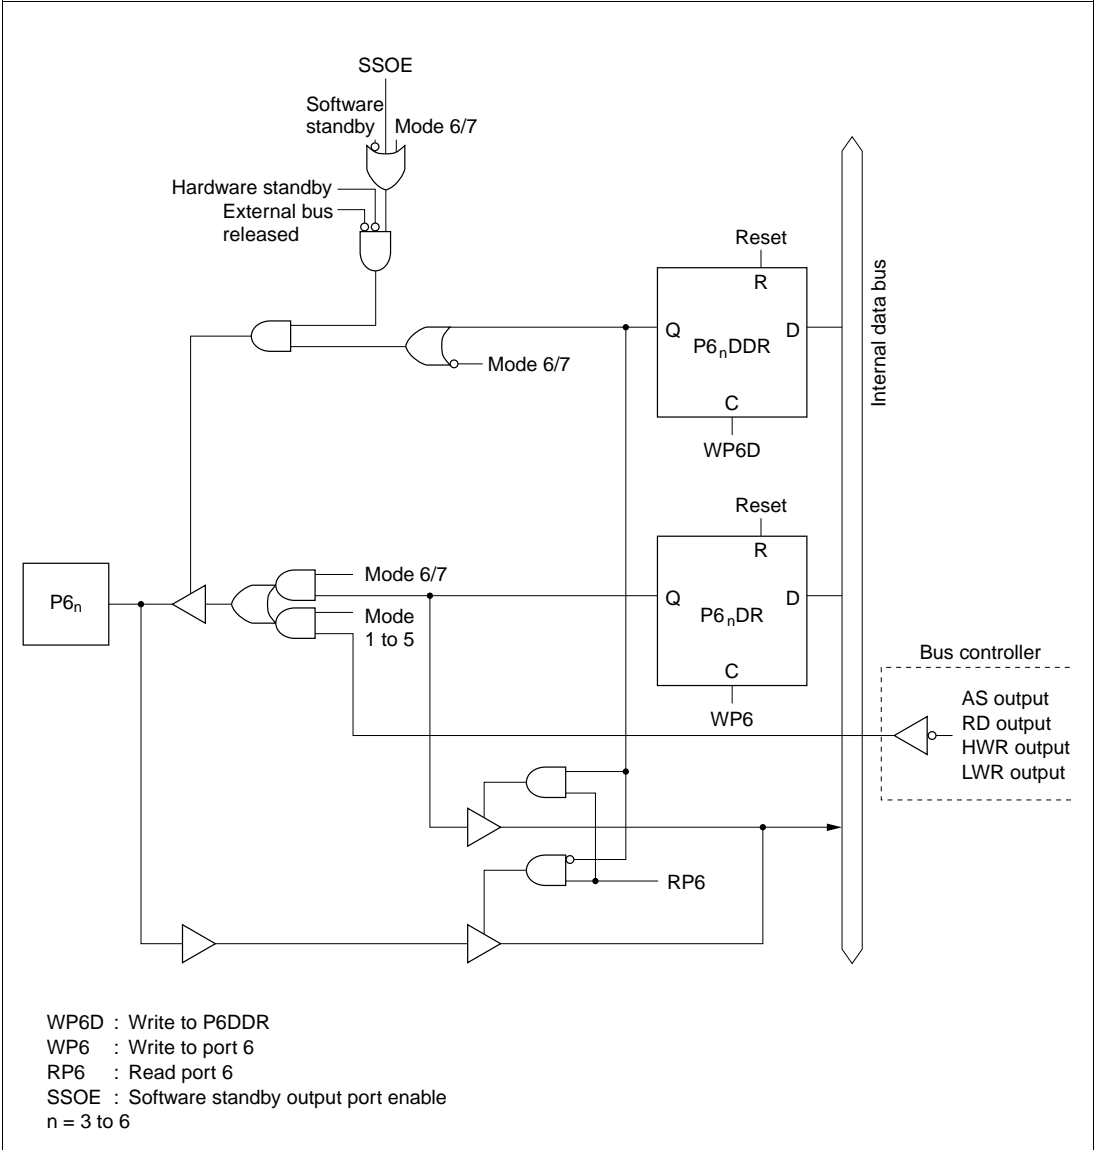 SSOE
Software
standby
Mode 6/7
Hardware standby
External bus
released
Reset
R
Q
D
P6nDDR
C
WP6D
Mode 6/7
Internal data bus
Reset
R
Q
D
P6nDR
C
WP6
P6n
Mode 6/7
Mode
1 to 5
Bus controller
AS output
RD output
HWR output
LWR output
RP6
WP6D : Write to P6DDR
WP6 : Write to port 6
RP6 : Read port 6
SSOE : Software standby output port enable
n = 3 to 6